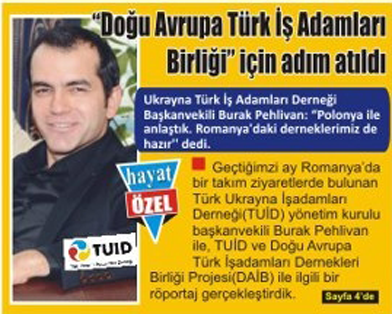 “Doğu Avrupa Türk İş Adamları
Birliği” için adım atıldı
Ukrayna Türk İş Adamları Derneği
Başkanvekili Burak Pehlivan: “Polonya ile
anlaştık. Romanya'daki derneklerimiz de
hazır'' dedi.
hayat
ÖZEL
TUID
Geçtiğimzi ay Romanya’da
bir takım ziyaretlerde bulunan
Türk Ukrayna İşadamları
Derneği(TUİD) yönetim kurulu
başkanvekili Burak Pehlivan
ile, TUİD ve Doğu Avrupa
Türk İşadamları Dernekleri
Birliği Projesi(DAİB) ile ilgili bir
röportaj gerçekleştirdik.
Sayfa 4’de